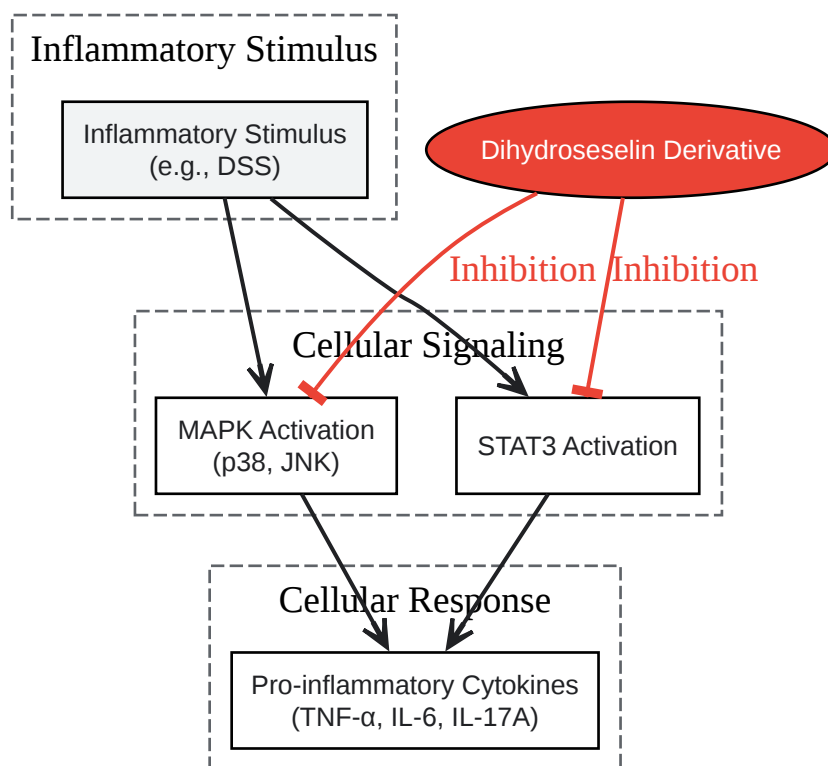 Inflammatory Stimulus
Inflammatory Stimulus
(e.g., DSS)
Dihydroseselin Derivative
Inhibition
Inhibition
Cellular Signaling
MAPK Activation
(p38, JNK)
STAT3 Activation
Cellular Response
Pro-inflammatory Cytokines
(TNF-α, IL-6, IL-17A)